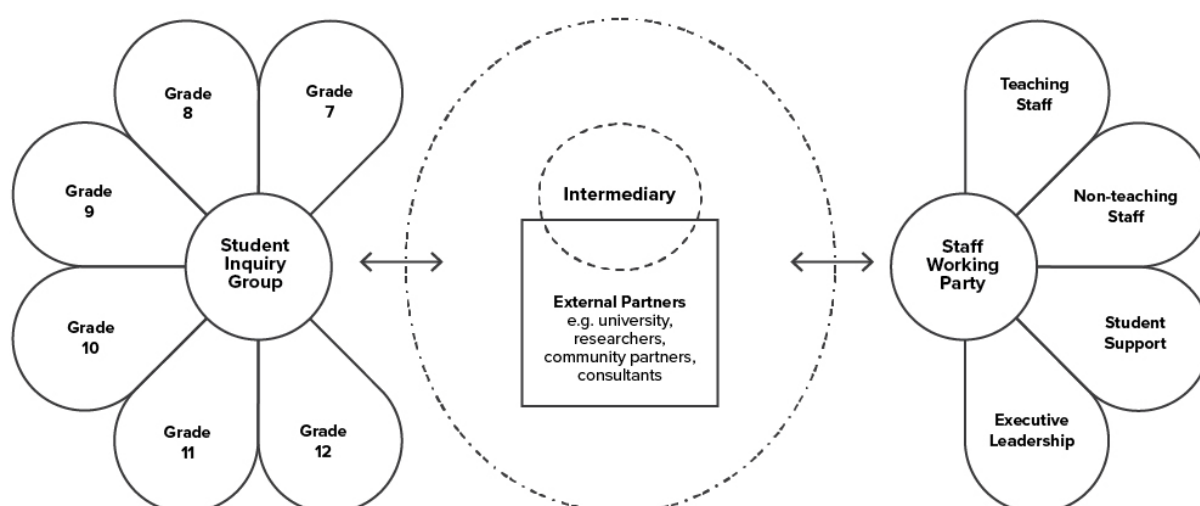 Grade
8
Grade
7
Grade
9
Student
Inquiry
Group
Grade
10
Grade
11
Grade
12
Intermediary
External Partners
e.g. university,
researchers,
community partners,
consultants
Teaching
Staff
Non-teaching
Staff
Staff
Working
Party
Student
Support
Executive
Leadership